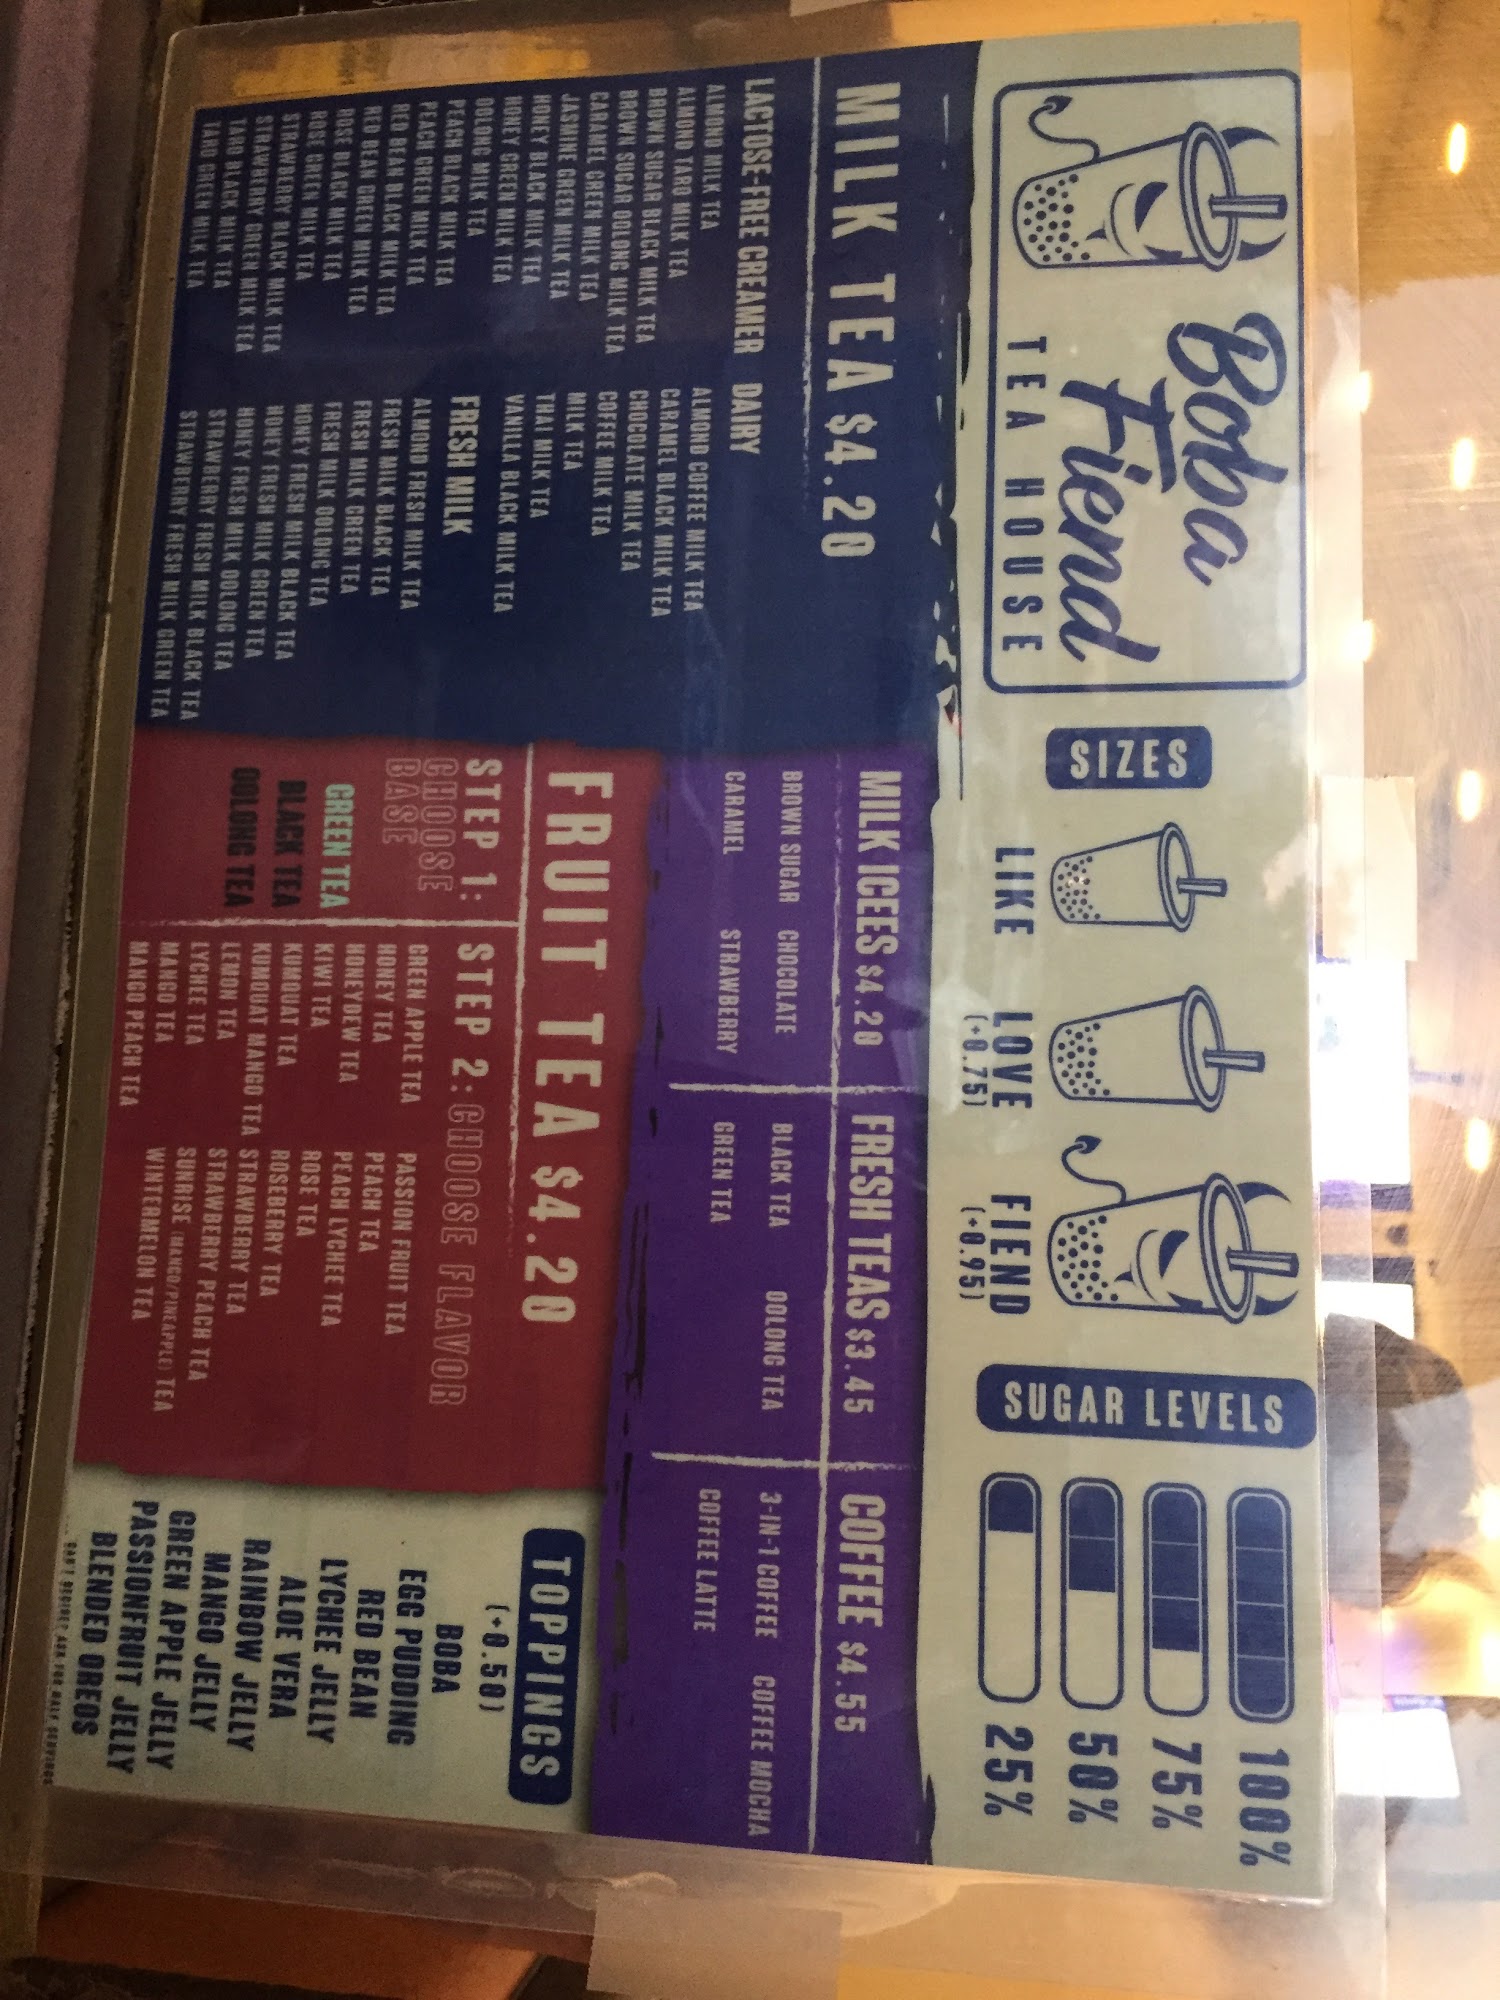 Boba
Fiend
TEA HOUSE
SIZES
LIKE
LOVE
(+0.75)
FIEND
(+0.95)
SUGAR LEVELS
100%
75%
50%
25%
MILK TEA $4.20
LACTOSE-FREE CREAMER
ALMOND MILK TEA
ALMOND TARO MILK TEA
BROWN SUGAR BLACK MILK TEA
BROWN SUGAR OOLONG MILK TEA
CARAMEL GREEN MILK TEA
JASMINE GREEN MILK TEA
HONEY BLACK MILK TEA
HONEY GREEN MILK TEA
OOLONG MILK TEA
PEACH BLACK MILK TEA
PEACH GREEN MILK TEA
RED BEAN BLACK MILK TEA
RED BEAN GREEN MILK TEA
ROSE BLACK MILK TEA
ROSE GREEN MILK TEA
STRAWBERRY BLACK MILK TEA
STRAWBERRY GREEN MILK TEA
TARO BLACK MILK TEA
TARO GREEN MILK TEA
DAIRY
ALMOND COFFEE MILK TEA
CARAMEL BLACK MILK TEA
CHOCOLATE MILK TEA
COFFEE MILK TEA
MILK TEA
THAI MILK TEA
VANILLA BLACK MILK TEA
FRESH MILK
ALMOND FRESH MILK TEA
FRESH MILK BLACK TEA
FRESH MILK GREEN TEA
FRESH MILK OOLONG TEA
HONEY FRESH MILK BLACK TEA
HONEY FRESH MILK GREEN TEA
HONEY FRESH MILK OOLONG TEA
STRAWBERRY FRESH MILK BLACK TEA
STRAWBERRY FRESH MILK GREEN TEA
MILK ICEES $4.20
BROWN SUGAR CHOCOLATE
CARAMEL STRAWBERRY
FRESH TEAS $3.45
BLACK TEA OOLONG TEA
GREEN TEA
COFFEE $4.55
3-IN-1 COFFEE COFFEE MOCHA
COFFEE LATTE
FRUIT TEA $4.20
STEP 1:
CHOOSE
BASE
GREEN TEA
BLACK TEA
OOLONG TEA
STEP 2: CHOOSE FLAVOR
GREEN APPLE TEA
HONEY TEA
HONEYDEW TEA
KIWI TEA
KUMQUAT TEA
KUMQUAT MANGO TEA
LEMON TEA
LYCHEE TEA
MANGO TEA
MANGO PEACH TEA
PASSION FRUIT TEA
PEACH TEA
PEACH LYCHEE TEA
ROSE TEA
ROSEBERRY TEA
STRAWBERRY TEA
STRAWBERRY PEACH TEA
SUNRISE (MANGO/PINEAPPLE) TEA
WINTERMELON TEA
TOPPINGS
(+0.50)
BOBA
EGG PUDDING
RED BEAN
LYCHEE JELLY
ALOE VERA
RAINBOW JELLY
MANGO JELLY
GREEN APPLE JELLY
PASSIONFRUIT JELLY
BLENDED OREOS
CAN'T DECIDE? ASK FOR HALF SERVINGS